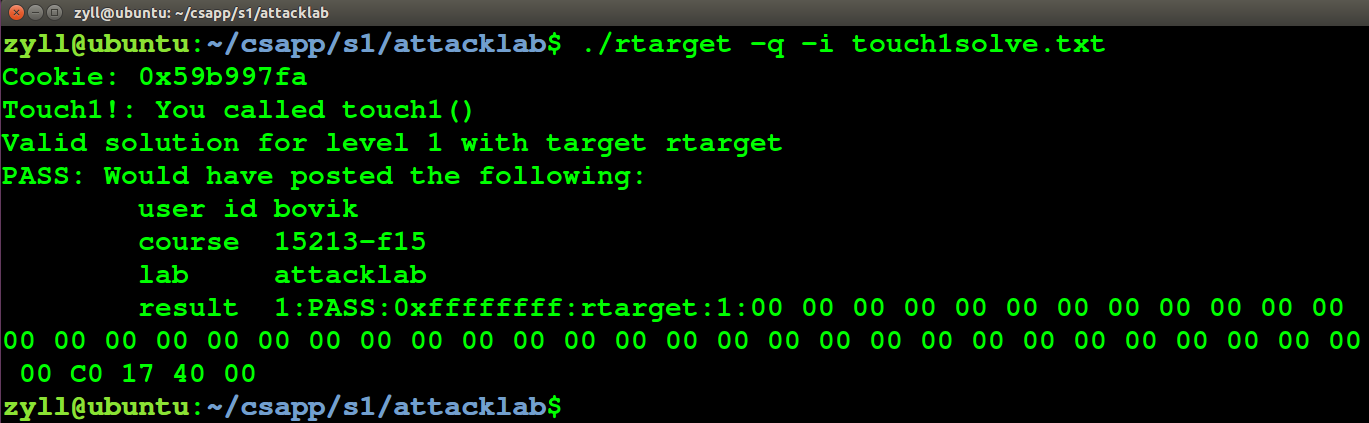 zyll@ubuntu: ~/csapp/s1/attacklab
zyll@ubuntu:~/csapp/s1/attacklab$ ./rtarget -q -i touch1solve.txt
Cookie: 0x59b997fa
Touch1!: You called touch1()
Valid solution for level 1 with target rtarget
PASS: Would have posted the following:
        user id bovik
        course  15213-f15
        lab     attacklab
        result  1:PASS:0xffffffff:rtarget:1:00 00 00 00 00 00 00 00 00 00 00 00
00 00 00 00 00 00 00 00 00 00 00 00 00 00 00 00 00 00 00 00 00 00 00 00 00 00 00
 00 C0 17 40 00
zyll@ubuntu:~/csapp/s1/attacklab$